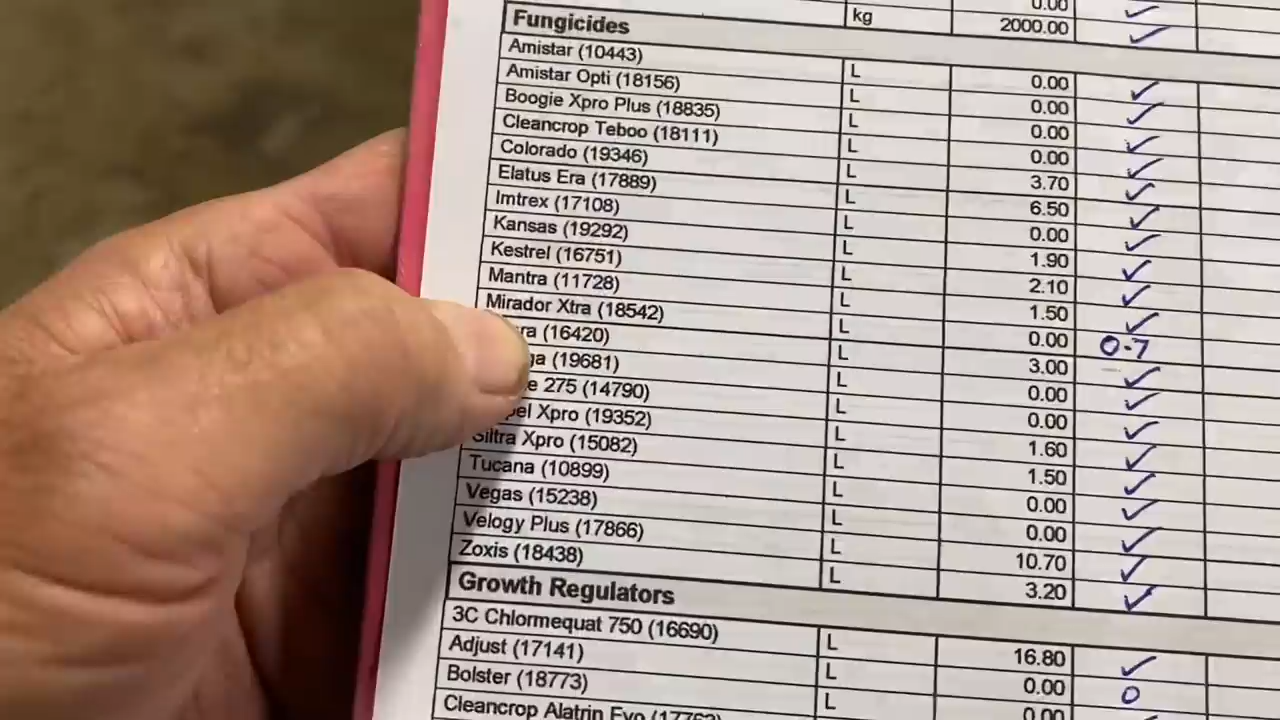 0.00
kg 2000.00
Fungicides
Amistar (10443) L 0.00 ✓
Amistar Opti (18156) L 0.00 ✓
Boogie Xpro Plus (18835) L 0.00 ✓
Cleancrop Teboo (18111) L 0.00 ✓
Colorado (19346) L 3.70 ✓
Elatus Era (17889) L 6.50 ✓
Imtrex (17108) L 0.00 ✓
Kansas (19292) L 1.90 ✓
Kestrel (16751) L 2.10 ✓
Mantra (11728) L 1.50 ✓
Mirador Xtra (18542) L 0.00 0.7
(16420) L 3.00 ✓
(19681) L 0.00 ✓
275 (14790) L 0.00 ✓
Xpro (19352) L 1.60 ✓
Siltra Xpro (15082) L 1.50 ✓
Tucana (10899) L 0.00 ✓
Vegas (15238) L 0.00 ✓
Velogy Plus (17866) L 10.70 ✓
Zoxis (18438) L 3.20 ✓
Growth Regulators
3C Chlormequat 750 (16690) L 16.80 ✓
Adjust (17141) L 0.00 0
Bolster (18773) L 0.00 ✓
Cleancrop Alatrin Evo